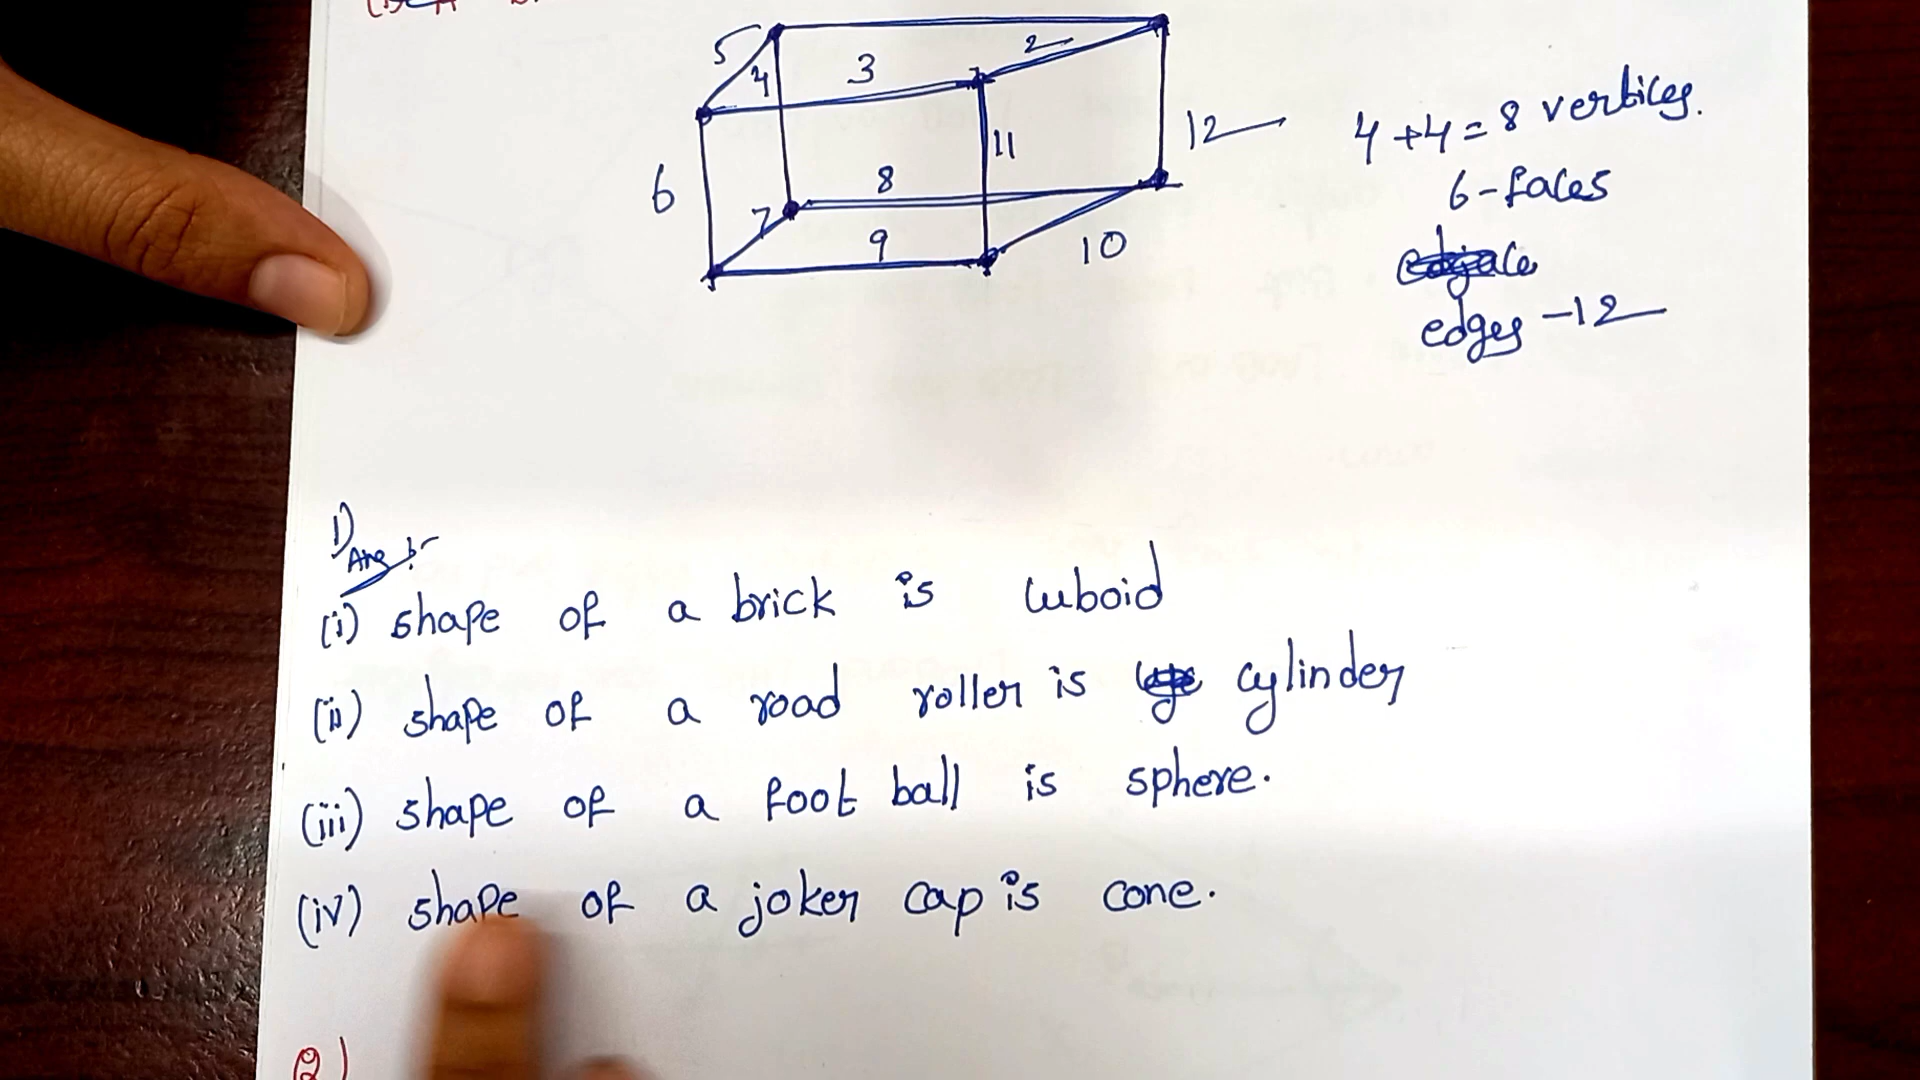 5
4
3
2
6
11
12
4+4=8 vertices.
8
6-faces
7
9
10
edges -12
1)
Ans:-
(i) shape of a brick is cuboid
(ii) shape of a road roller is cylinder
(iii) shape of a foot ball is sphere.
(iv) shape of a joker cap is cone.
2)